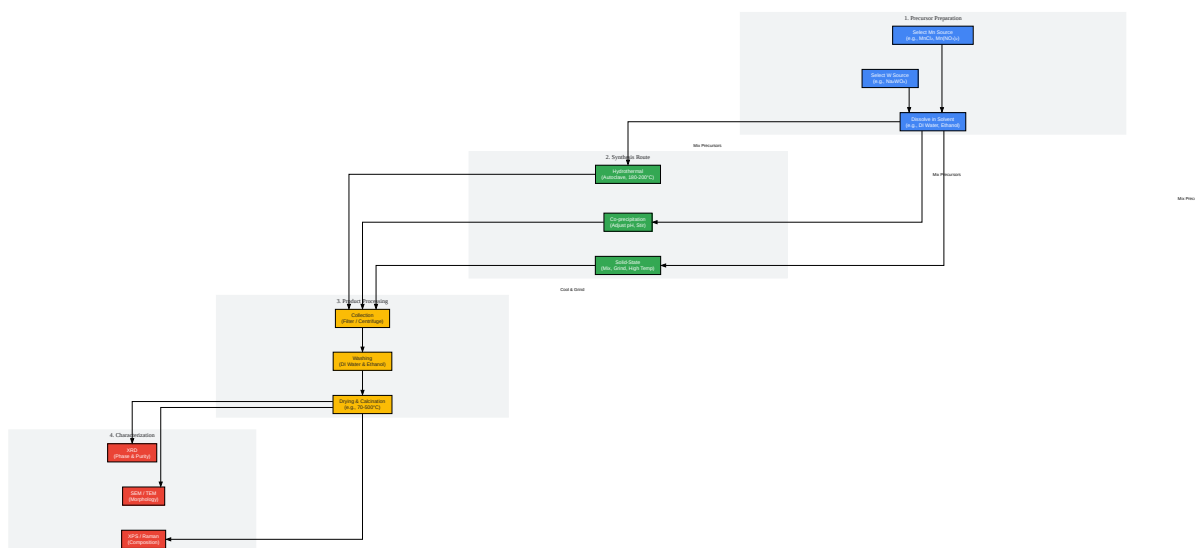 1. Precursor Preparation
Select Mn Source
(e.g., MnCl₂, Mn(NO₃)₂)
Select W Source
(e.g., Na₂WO₄)
Dissolve in Solvent
(e.g., DI Water, Ethanol)
Mix Precursors
2. Synthesis Route
Hydrothermal
(Autoclave, 180-200°C)
Mix Precursors
Mix Precu
Co-precipitation
(Adjust pH, Stir)
Solid-State
(Mix, Grind, High Temp)
Cool & Grind
3. Product Processing
Collection
(Filter / Centrifuge)
Washing
(DI Water & Ethanol)
Drying & Calcination
(e.g., 70-600°C)
4. Characterization
XRD
(Phase & Purity)
SEM / TEM
(Morphology)
XPS / Raman
(Composition)